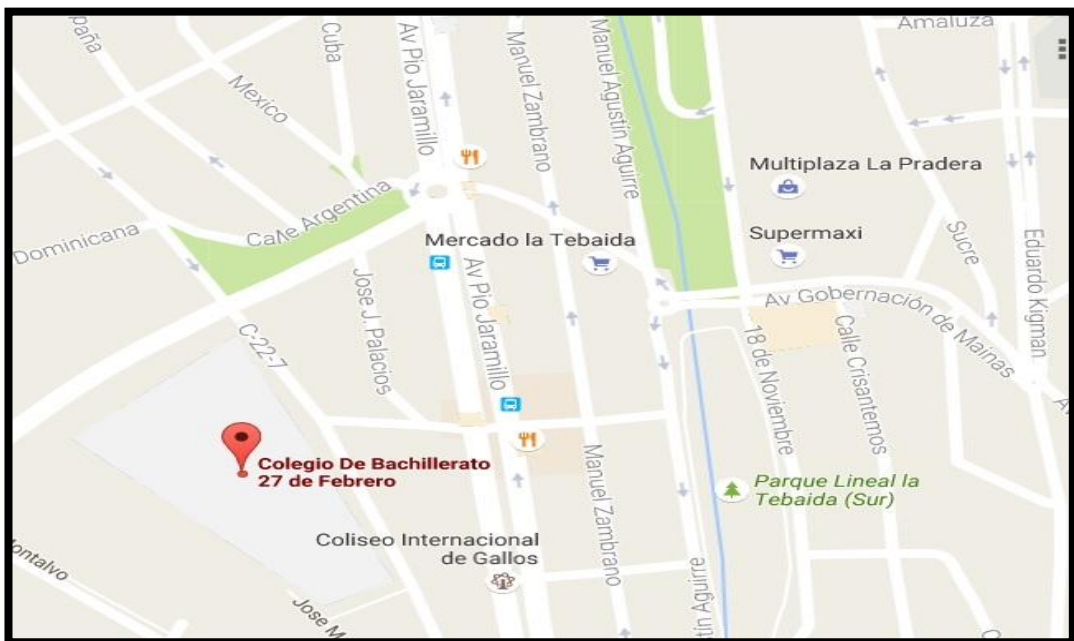 Amaluza
Cuba
Mexico
Av Pio Jaramillo
Manuel Zambrano
Manuel Agustín Aguirre
Multiplaza La Pradera
Calle Argentina
Dominicana
Mercado la Tebaida
Supermaxi
Sucre
Eduardo Kigman
Jose J. Palacios
Av Pio Jaramillo
Av Gobernación de Mainas
C-22-7
18 de Noviembre
Calle Crisantemos
Colegio De Bachillerato
27 de Febrero
Manuel Zambrano
Parque Lineal la
Tebaida (Sur)
Coliseo Internacional
de Gallos
Jose M
Aguirre